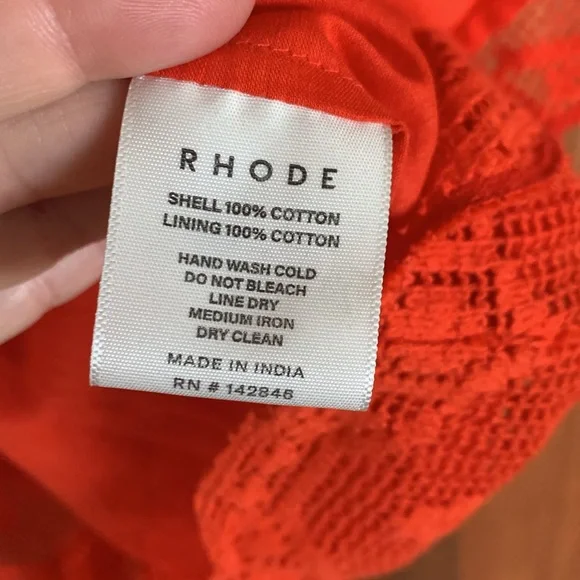 RHODE
SHELL 100% COTTON
LINING 100% COTTON
HAND WASH COLD
DO NOT BLEACH
LINE DRY
MEDIUM IRON
DRY CLEAN
MADE IN INDIA
RN # 142846